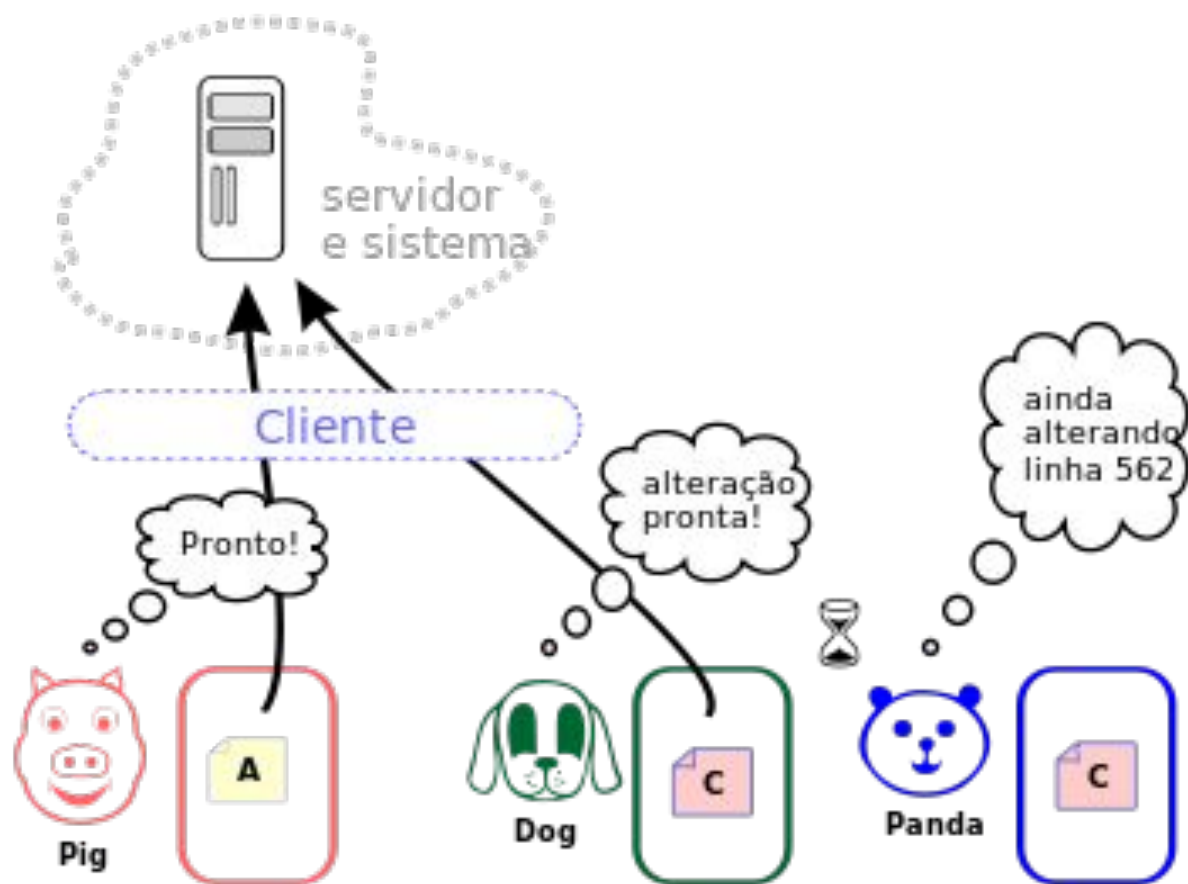 servidor
e sistema
Cliente
ainda
alterando
linha 562
alteração
pronta!
Pronto!
A
C
C
Pig
Dog
Panda